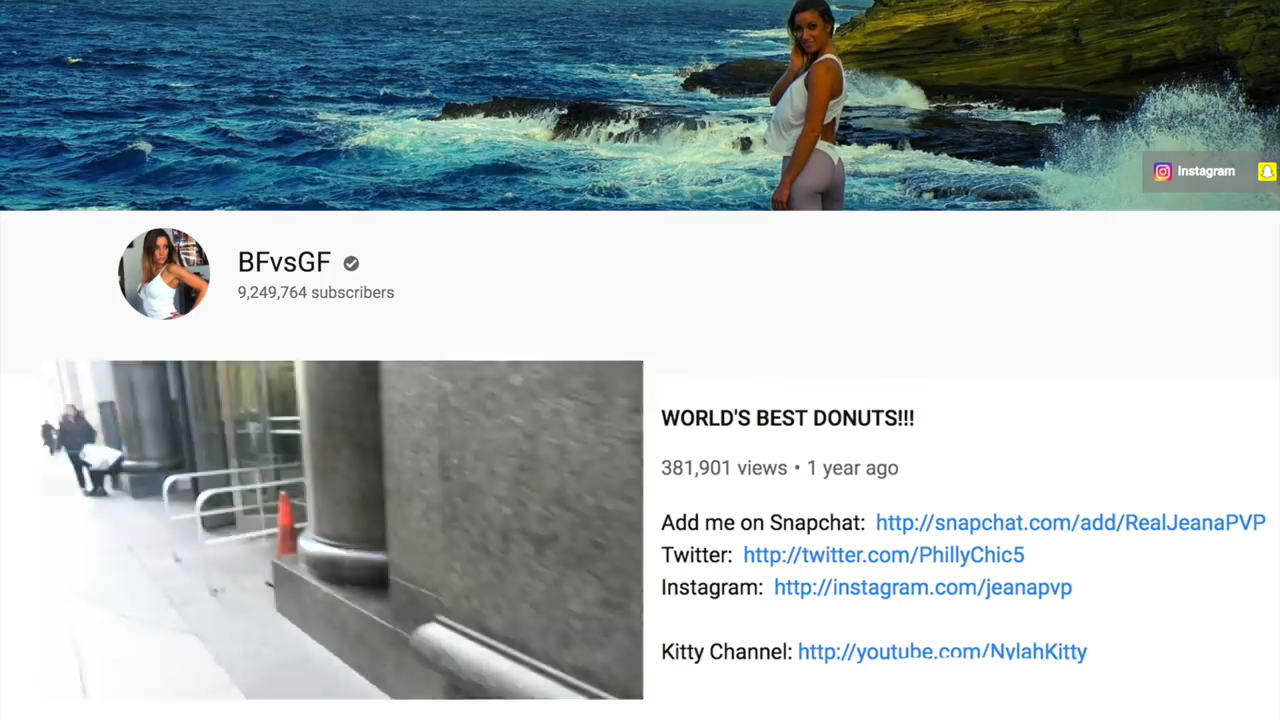 Instagram
BFvsGF
9,249,764 subscribers
WORLD'S BEST DONUTS!!!
381,901 views • 1 year ago
Add me on Snapchat: http://snapchat.com/add/RealJeanaPVP
Twitter: http://twitter.com/PhillyChic5
Instagram: http://instagram.com/jeanapvp
Kitty Channel: http://youtube.com/NylahKitty